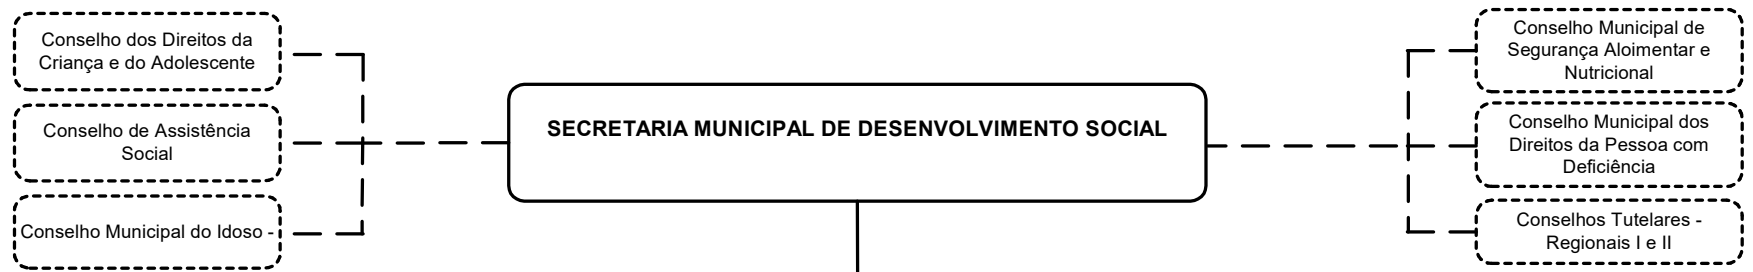 Conselho dos Direitos da
Criança e do Adolescente
Conselho de Assistência
Social
Conselho Municipal do Idoso -
SECRETARIA MUNICIPAL DE DESENVOLVIMENTO SOCIAL
Conselho Municipal de
Segurança Aloimentar e
Nutricional
Conselho Municipal dos
Direitos da Pessoa com
Deficiência
Conselhos Tutelares -
Regionais I e II